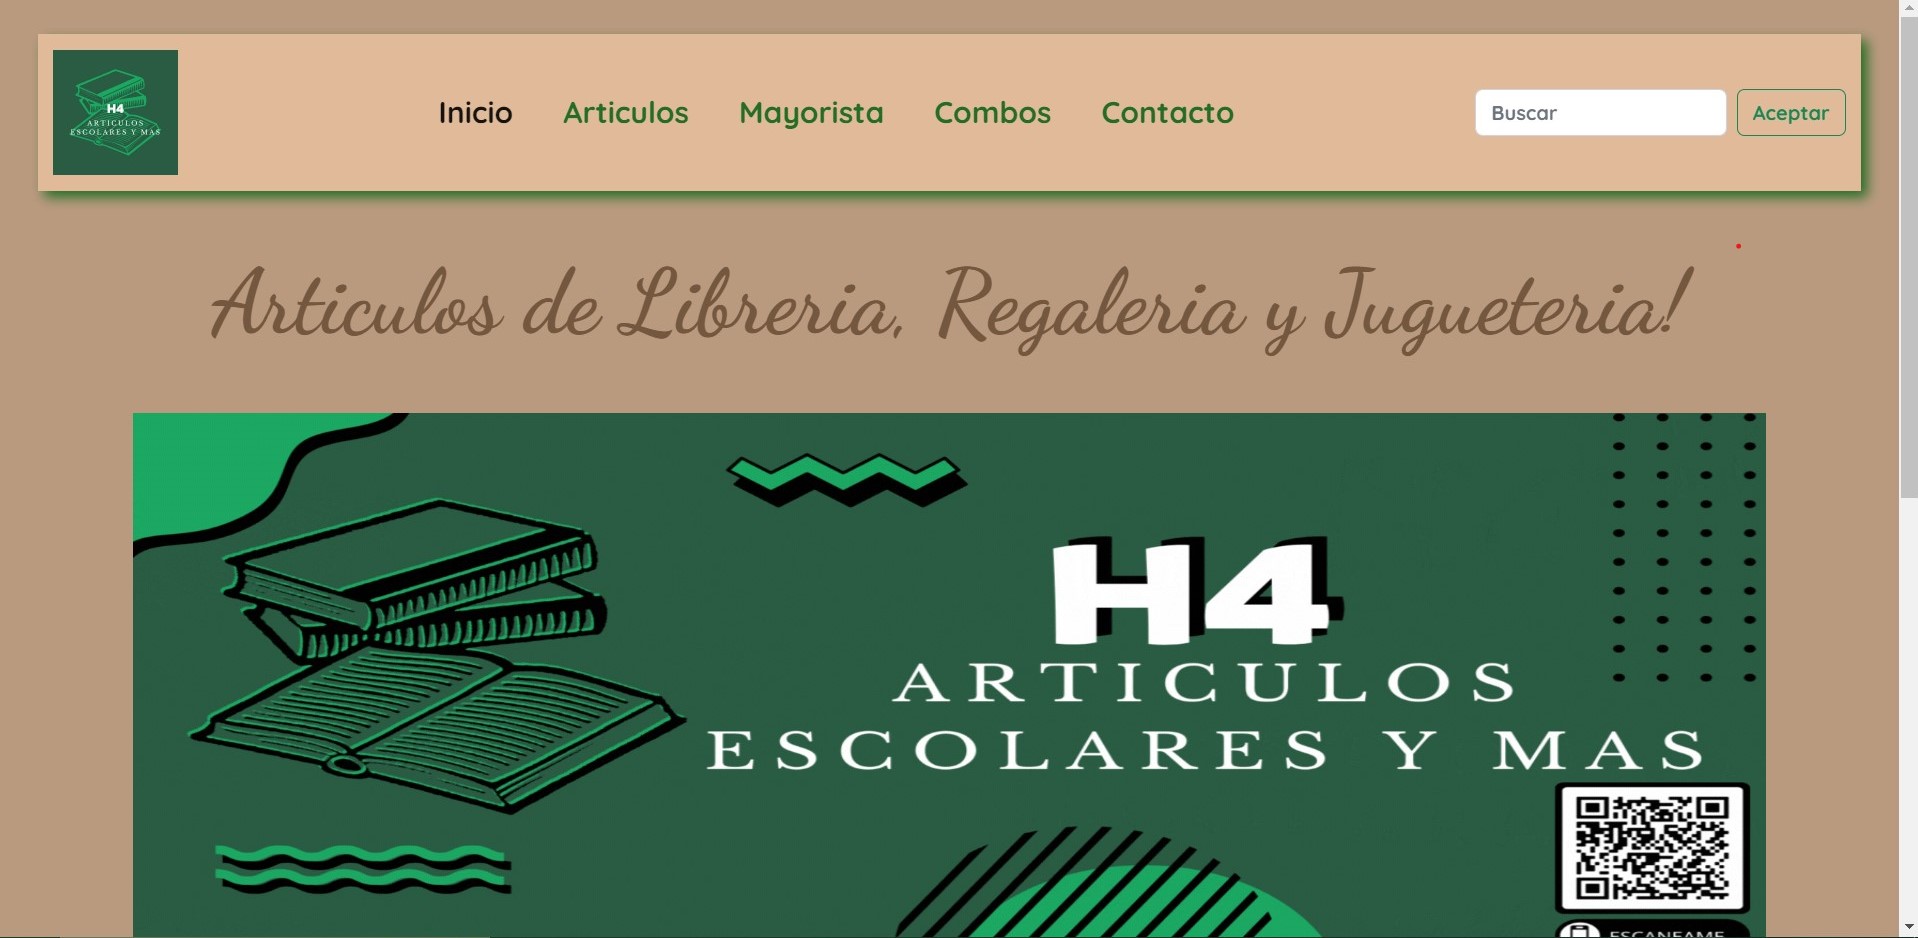 H4
ARTICULOS
ESCOLARES Y MAS
Inicio Articulos Mayorista Combos Contacto Buscar Aceptar
Articulos de Libreria, Regaleria y Jugueteria!
H4
ARTICULOS
ESCOLARES Y MAS
ESCANEAME